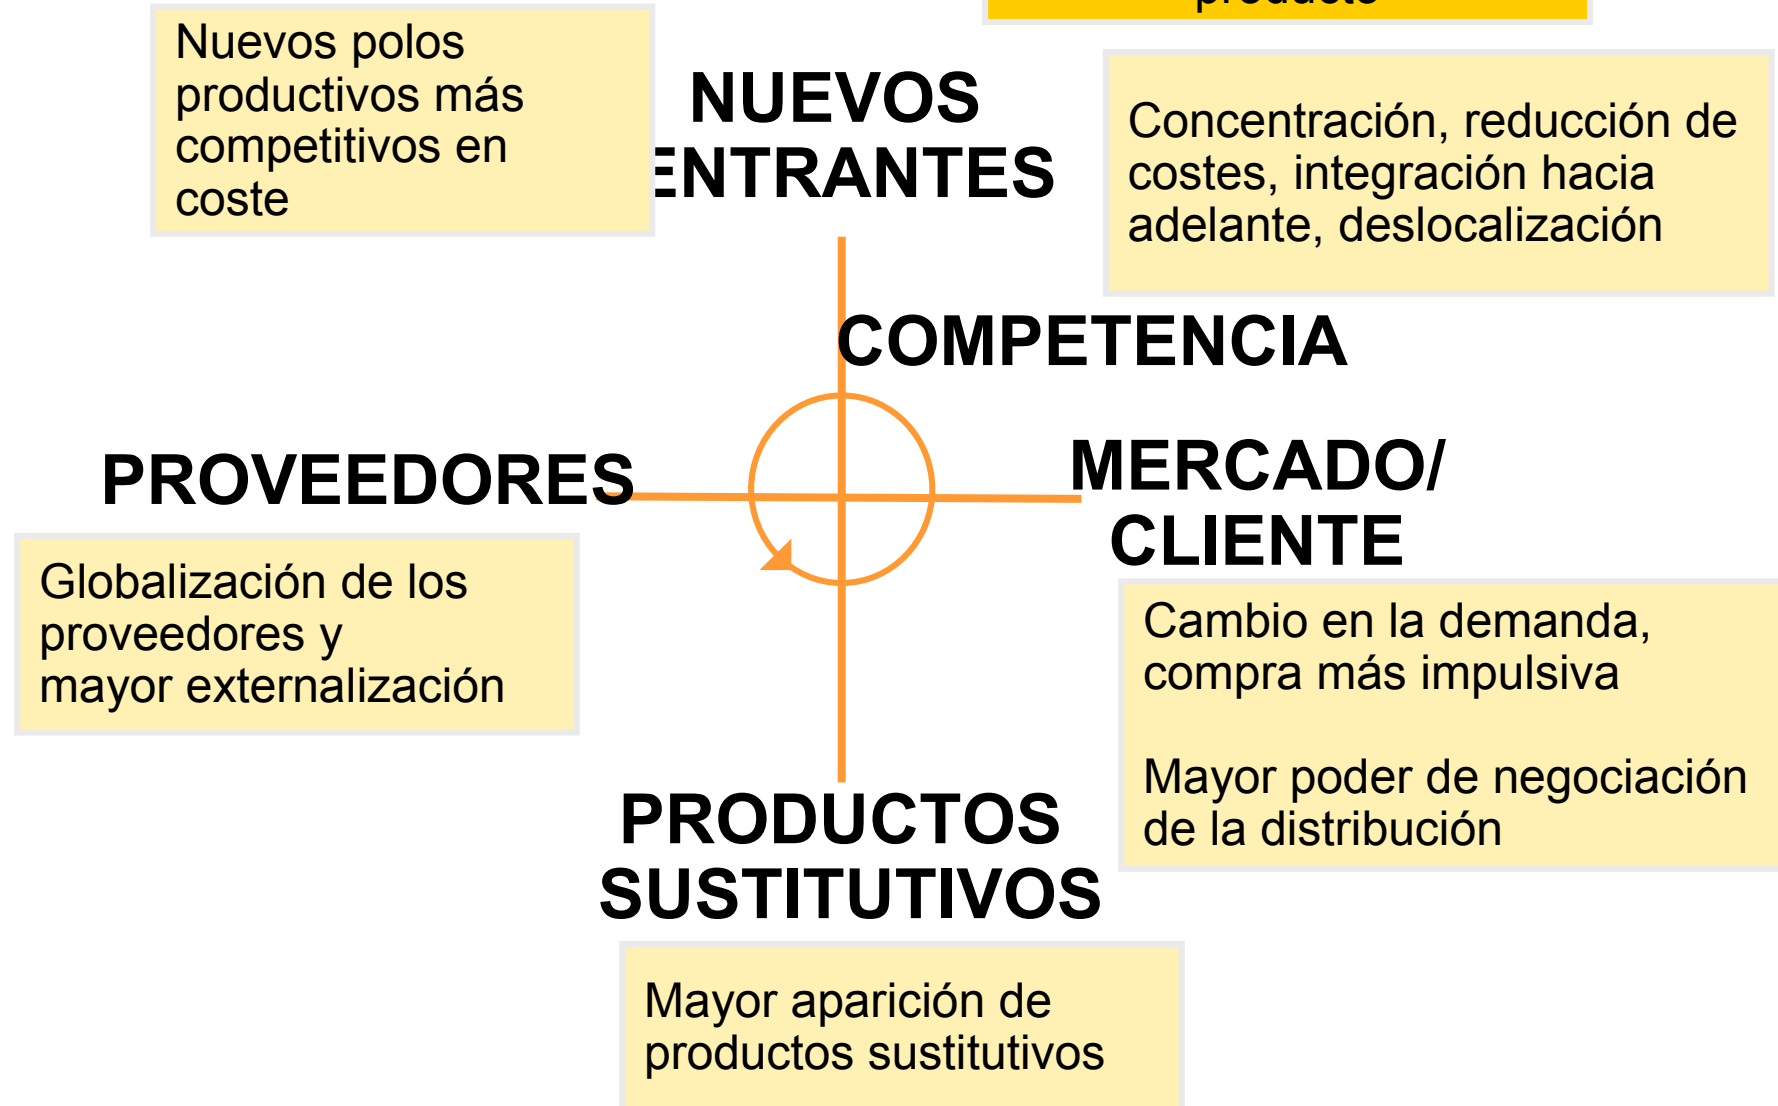 Nuevos polos
productivos más
competitivos en
coste
NUEVOS
ENTRANTES
Concentración, reducción de
costes, integración hacia
adelante, deslocalización
COMPETENCIA
PROVEEDORES
MERCADO/
CLIENTE
Globalización de los
proveedores y
mayor externalización
Cambio en la demanda,
compra más impulsiva
Mayor poder de negociación
de la distribución
PRODUCTOS
SUSTITUTIVOS
Mayor aparición de
productos sustitutivos